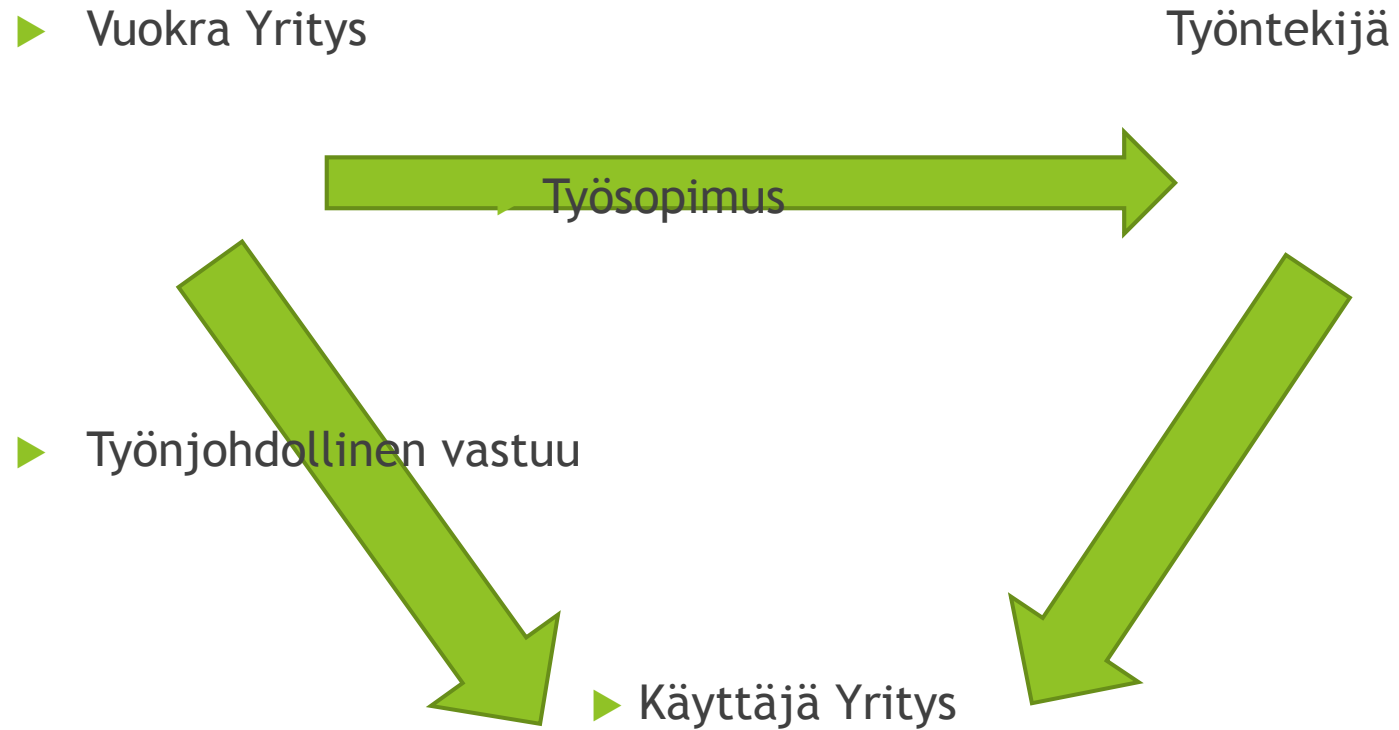 Vuokra Yritys Työntekijä
Työsopimus
Työnjohdollinen vastuu
Käyttäjä Yritys